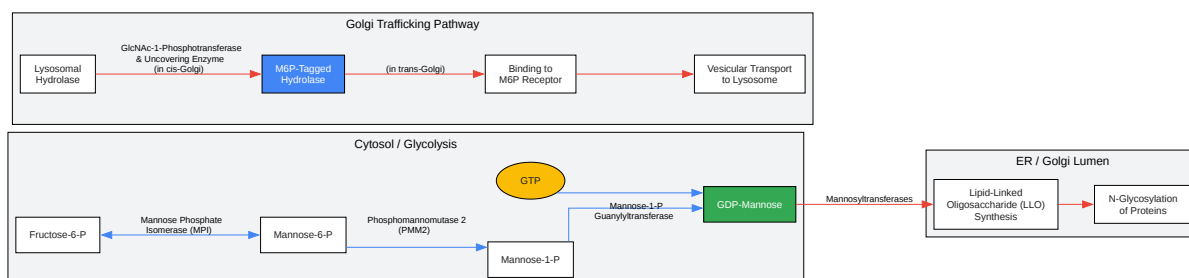 Golgi Trafficking Pathway
GlcNAc-1-Phosphotransferase
& Uncovering Enzyme
(in cis-Golgi)
Lysosomal
Hydrolase
M6P-Tagged
Hydrolase
(in trans-Golgi)
Binding to
M6P Receptor
Vesicular Transport
to Lysosome
Cytosol / Glycolysis
GTP
Fructose-6-P
Mannose Phosphate
Isomerase (MPI)
Mannose-6-P
Phosphomannomutase 2
(PMM2)
Mannose-1-P
Mannose-1-P
Guanylyltransferase
GDP-Mannose
Mannosyltransferases
ER / Golgi Lumen
Lipid-Linked
Oligosaccharide (LLO)
Synthesis
N-Glycosylation
of Proteins